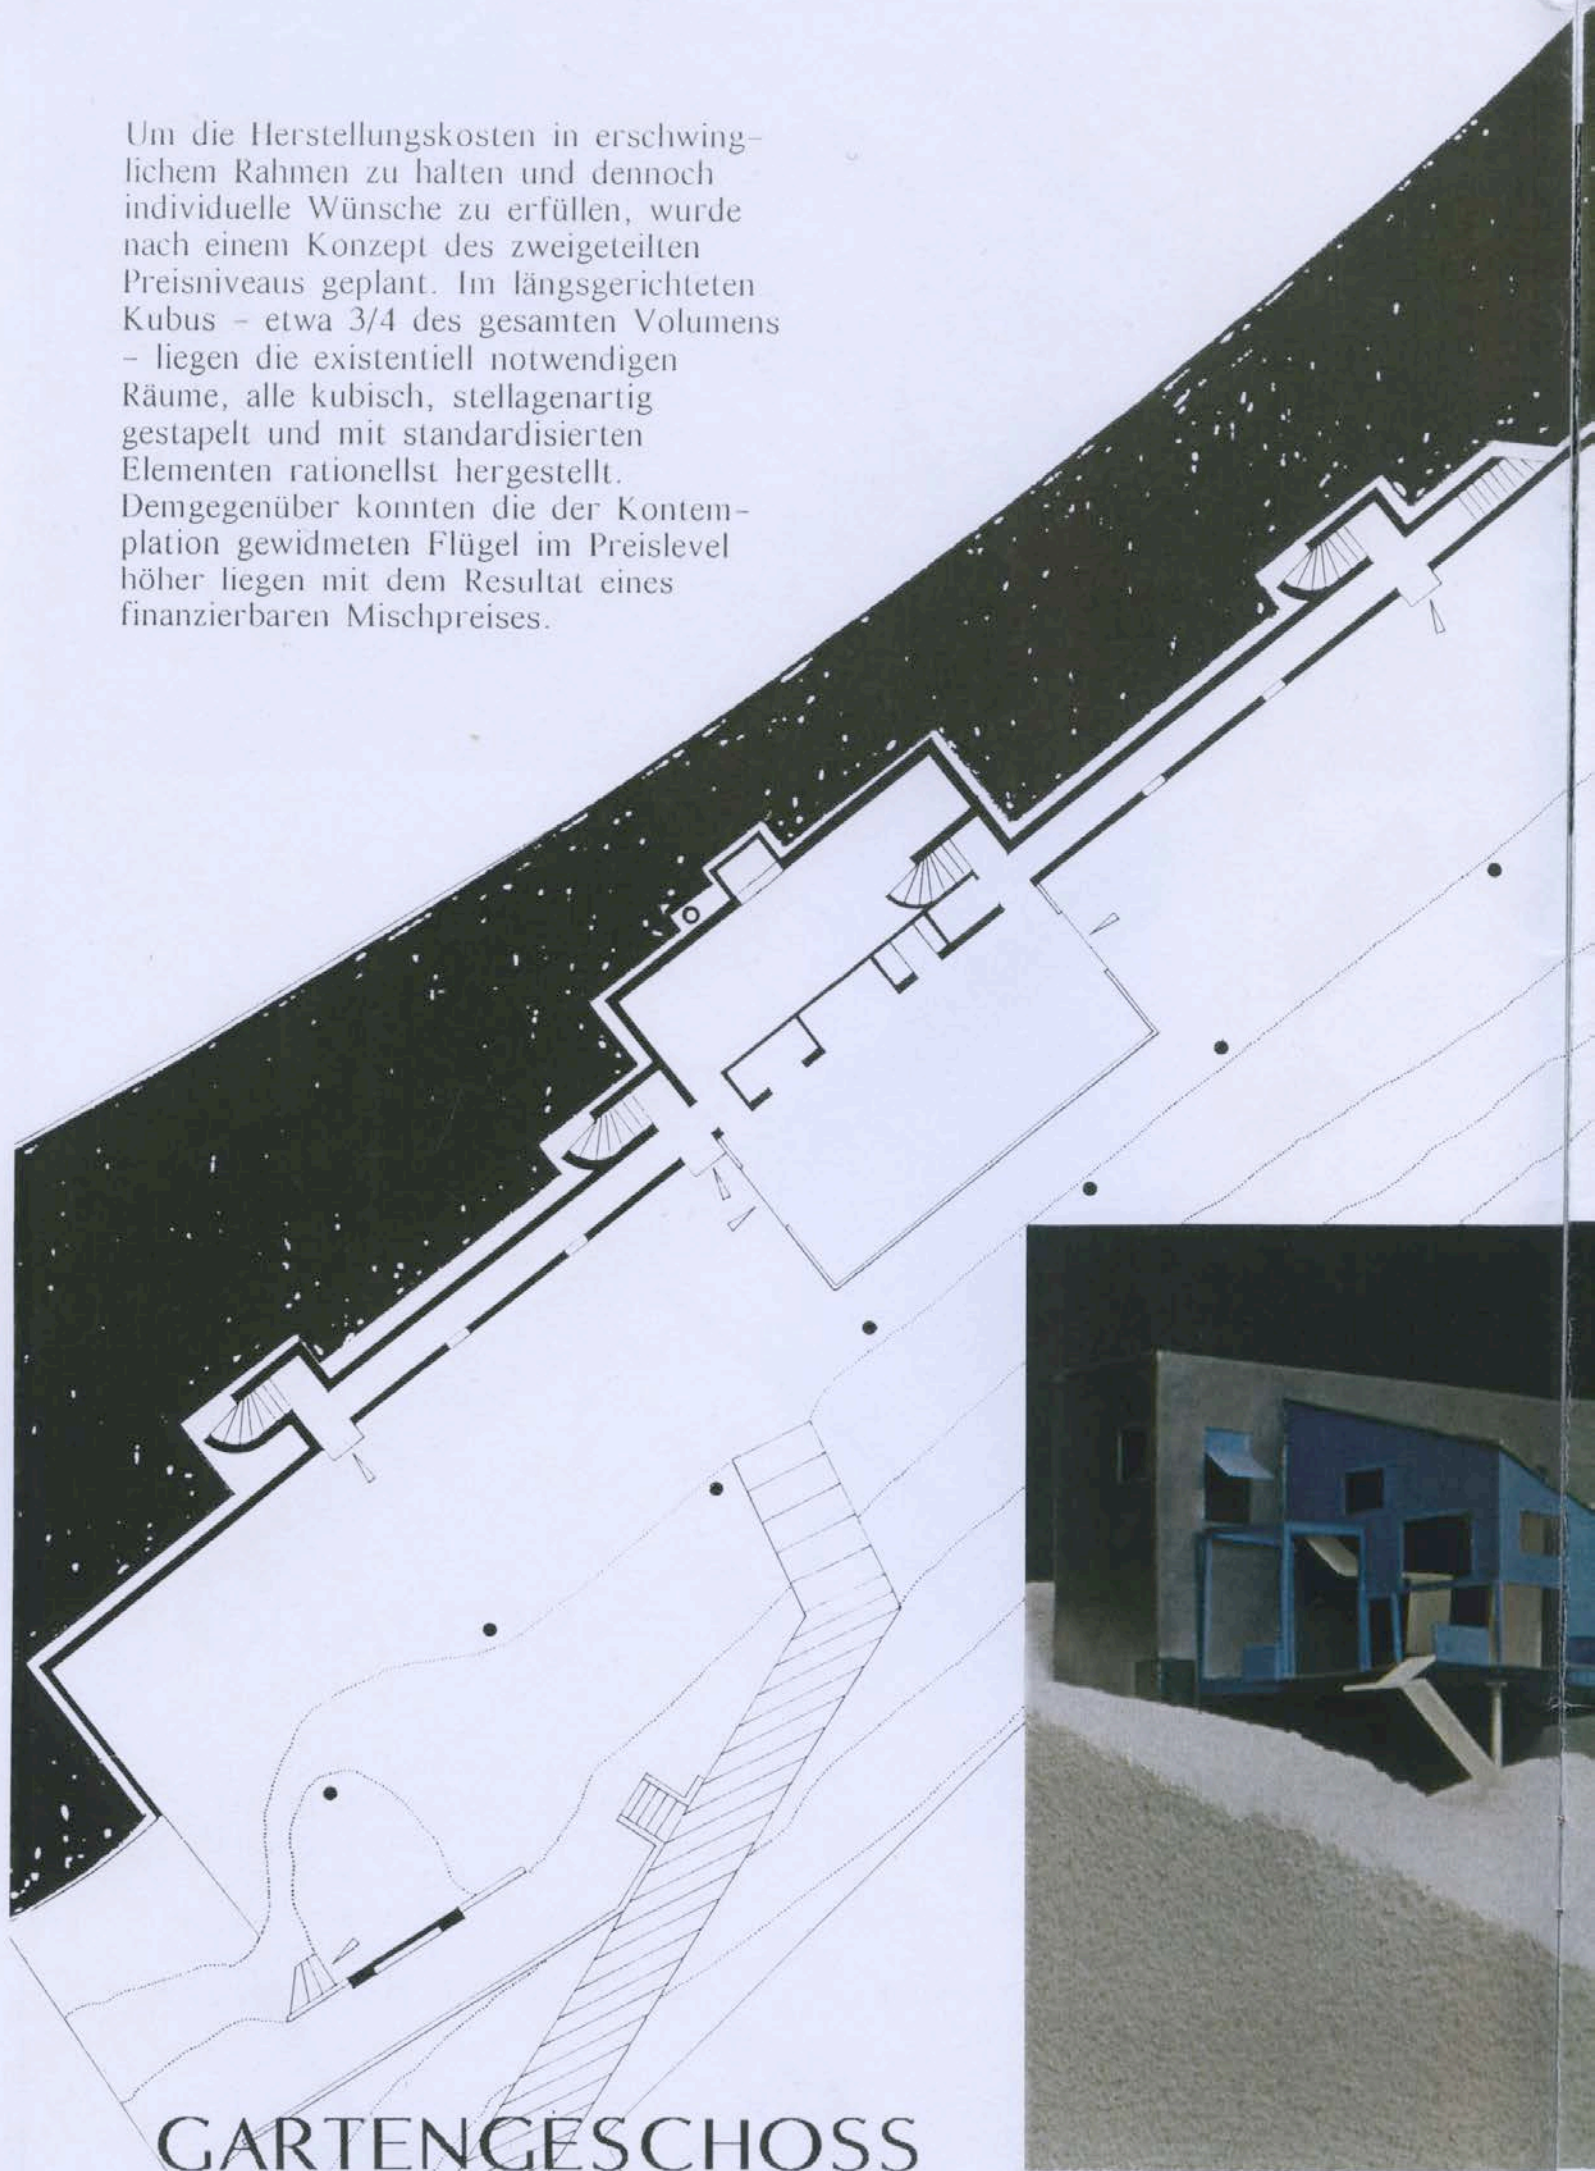 Um die Herstellungskosten in erschwing-
lichem Rahmen zu halten und dennoch
individuelle Wünsche zu erfüllen, wurde
nach einem Konzept des zweigeteilten
Preisniveaus geplant. Im längsgerichteten
Kubus - etwa 3/4 des gesamten Volumens
- liegen die existentiell notwendigen
Räume, alle kubisch, stellagenartig
gestapelt und mit standardisierten
Elementen rationellst hergestellt.
Demgegenüber konnten die der Kontem-
plation gewidmeten Flügel im Preislevel
höher liegen mit dem Resultat eines
finanzierbaren Mischpreises.
GARTENGESCHOSS